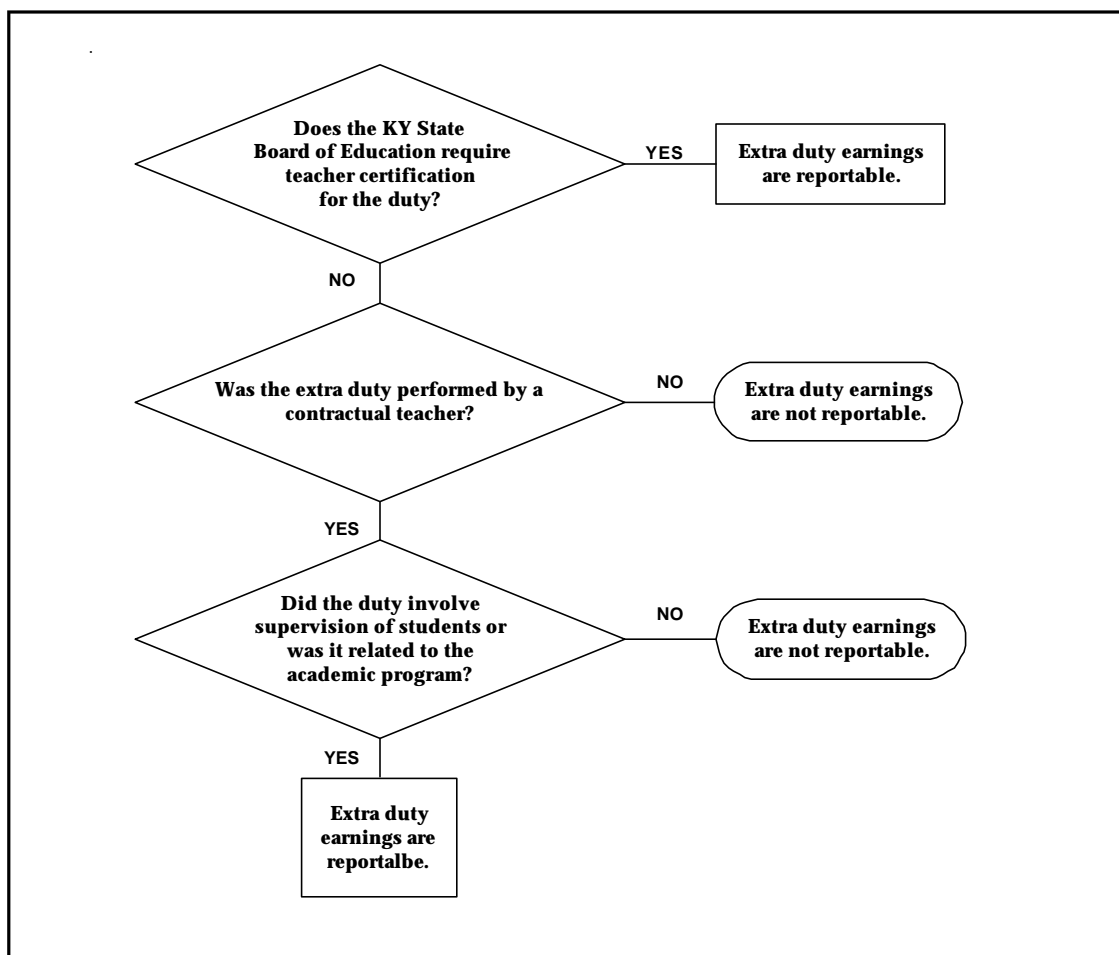 Does the KY State
Board of Education require
teacher certification
for the duty?
YES
Extra duty earnings
are reportable.
NO
Was the extra duty performed by a
contractual teacher?
NO
Extra duty earnings
are not reportable.
YES
Did the duty involve
supervision of students or
was it related to the
academic program?
NO
Extra duty earnings
are not reportable.
YES
Extra duty
earnings are
reportalbe.